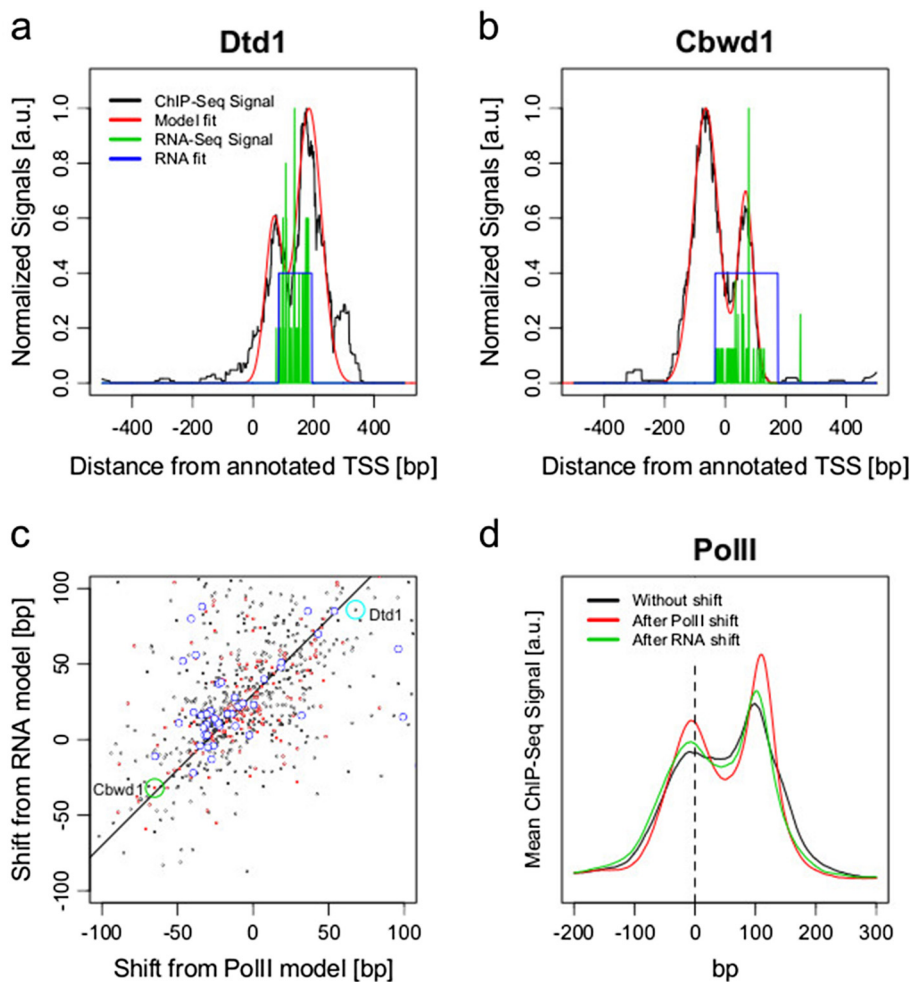 a
Dtd1
ChIP-Seq Signal
Model fit
RNA-Seq Signal
RNA fit
Normalized Signals [a.u.]
0.0 0.2 0.4 0.6 0.8 1.0
-400 -200 0 200 400
Distance from annotated TSS [bp]
b
Cbwd1
Normalized Signals [a.u.]
0.0 0.2 0.4 0.6 0.8 1.0
-400 -200 0 200 400
Distance from annotated TSS [bp]
c
Shift from RNA model [bp]
-100 -50 0 50 100
Dtd1
Cbwd1
-100 -50 0 50 100
Shift from PolII model [bp]
d
PolII
Without shift
After PolII shift
After RNA shift
Mean ChIP-Seq Signal [a.u.]
-200 -100 0 100 200 300
bp